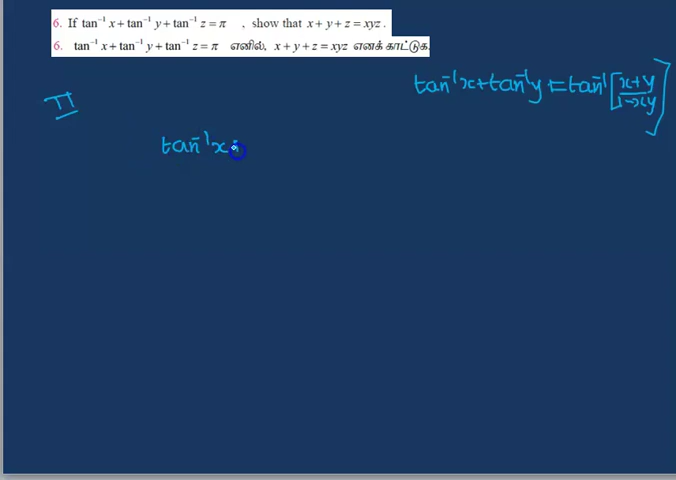 6. If tan⁻¹ x + tan⁻¹ y + tan⁻¹ z = π , show that x + y + z = xyz .
6. tan⁻¹ x + tan⁻¹ y + tan⁻¹ z = π எனில், x + y + z = xyz எனக் காட்டுக.
tan⁻¹x + tan⁻¹y = tan⁻¹ [x+y / 1-xy]
II
tan⁻¹x